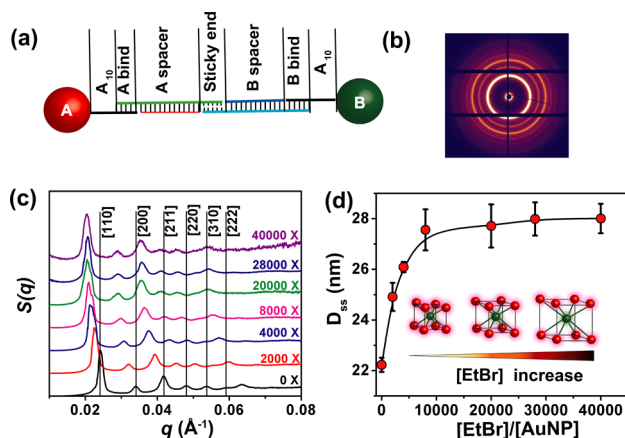 (a)
A₁₀
A bind
A spacer
Sticky end
B spacer
B bind
A₁₀
A
B
(b)
(c)
S(q)
[110]
[200]
[211]
[220]
[310]
[222]
40000 X
28000 X
20000 X
8000 X
4000 X
2000 X
0 X
0.02 0.04 0.06 0.08
q (Å⁻¹)
(d)
Dss (nm)
28
26
24
22
[EtBr] increase
0 10000 20000 30000 40000
[EtBr]/[AuNP]